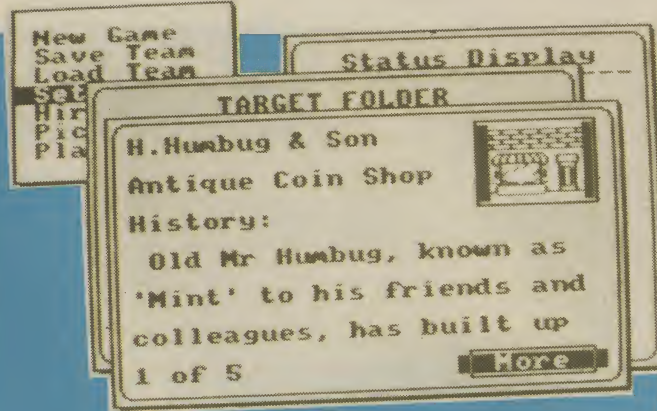 New Game
Save Team
Load Team
Status Display
TARGET FOLDER
H.Humbug & Son
Antique Coin Shop
History:
Old Mr Humbug, known as
'Mint' to his friends and
colleagues, has built up
1 of 5
More